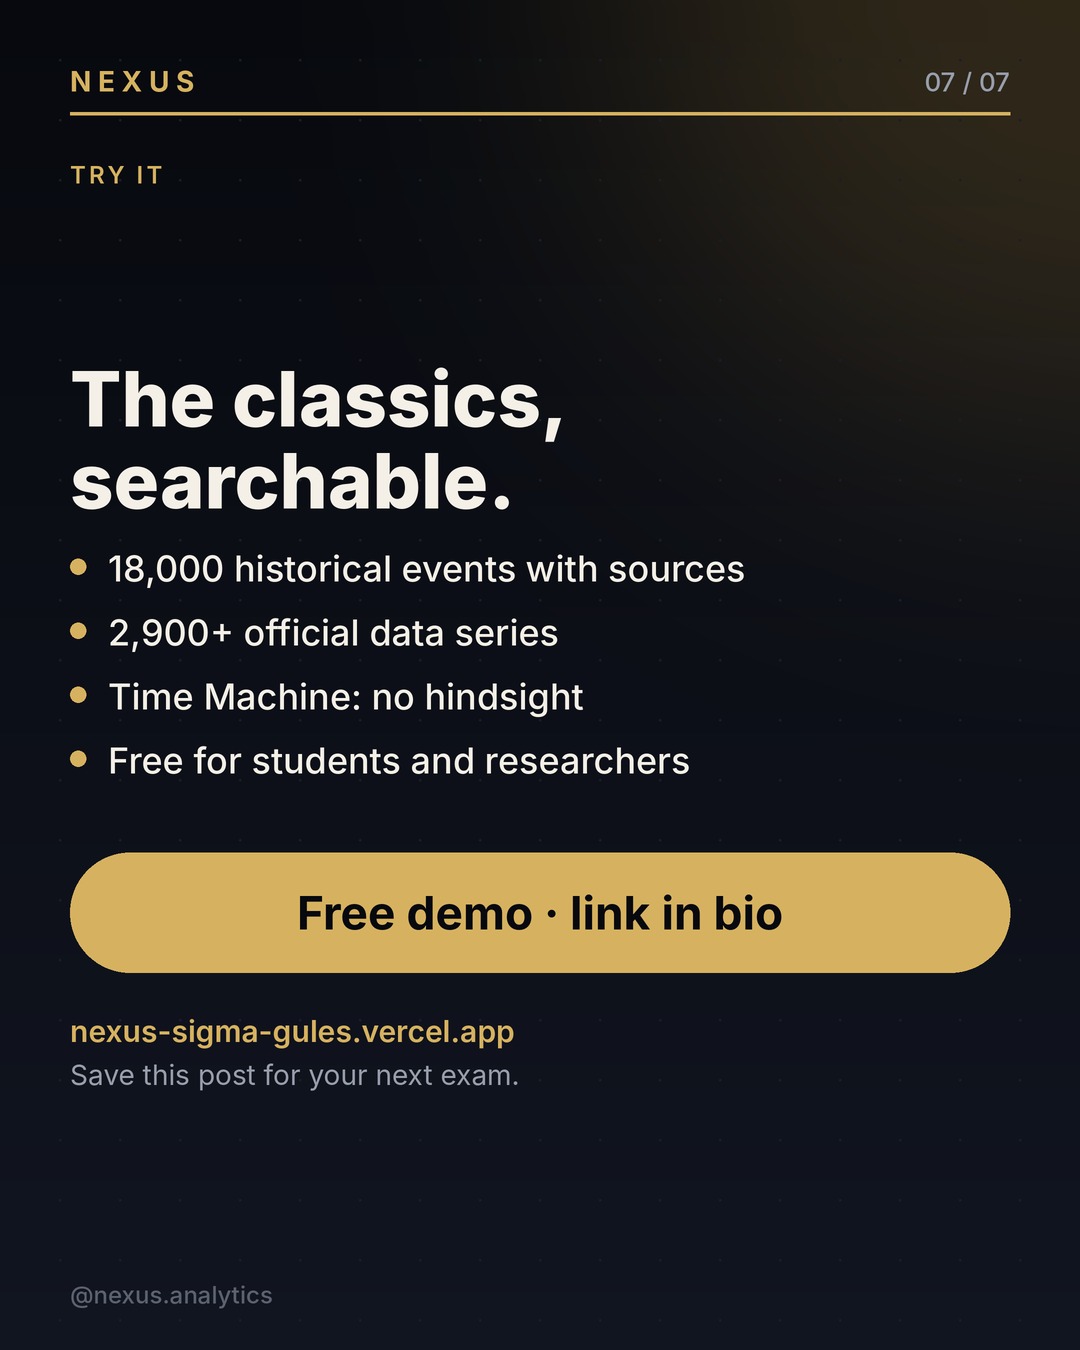 NEXUS
07 / 07
TRY IT
The classics,
searchable.
18,000 historical events with sources
2,900+ official data series
Time Machine: no hindsight
Free for students and researchers
Free demo · link in bio
nexus-sigma-gules.vercel.app
Save this post for your next exam.
@nexus.analytics